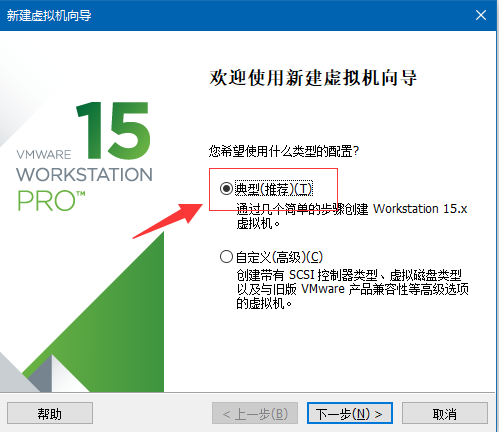 新建虚拟机向导
欢迎使用新建虚拟机向导
15
VMWARE
WORKSTATION
PRO™
您希望使用什么类型的配置?
典型(推荐)(T)
通过几个简单的步骤创建 Workstation 15.x
虚拟机。
自定义(高级)(C)
创建带有 SCSI 控制器类型、虚拟磁盘类型
以及与旧版 VMware 产品兼容性等高级选项
的虚拟机。
帮助
< 上一步(B)
下一步(N) >
取消